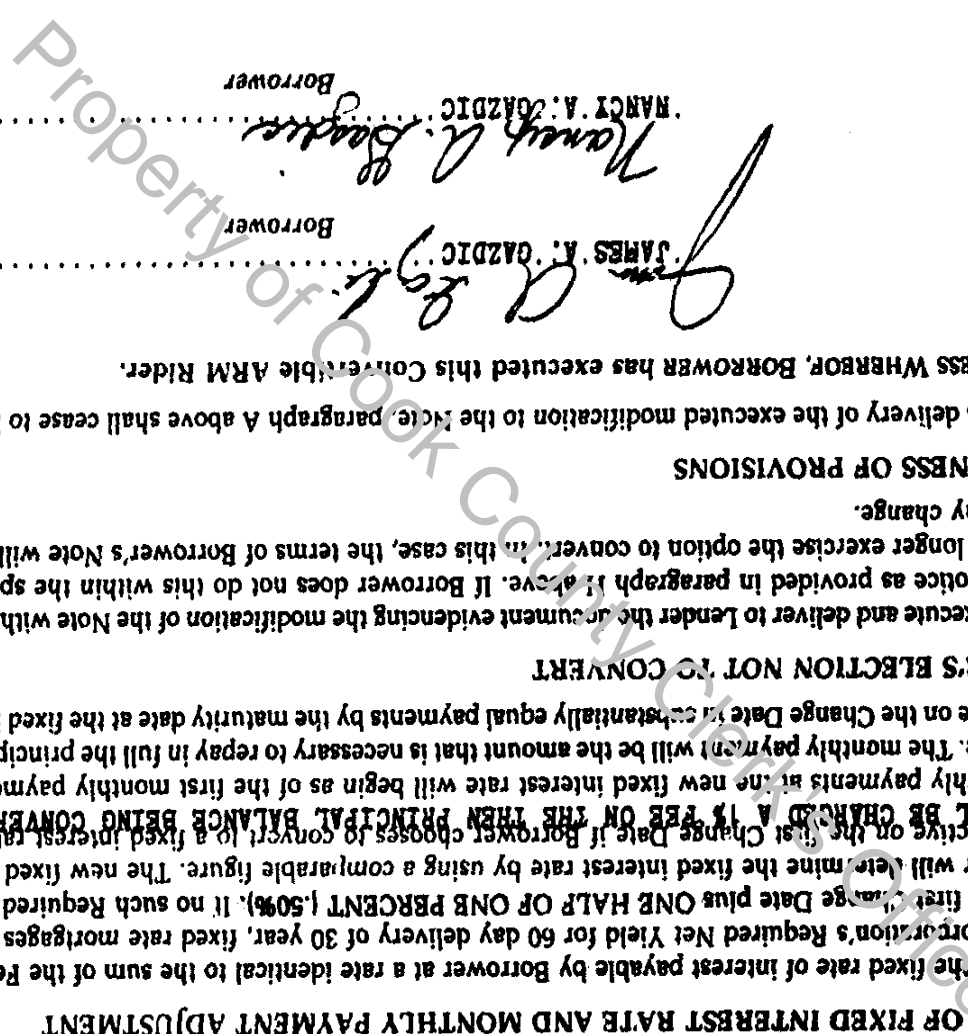 OF FIXED INTEREST RATE AND MONTHLY PAYMENT ADJUSTMENT
the fixed rate of interest payable by Borrower at a rate identical to the sum of the
orporation's Required Net Yield for 60 day delivery of 30 year, fixed rate mortgages
first Change Date plus ONE HALF OF ONE PERCENT (.50%). If no such Required
r will determine the fixed interest rate by using a comparable figure. The new fixed
ctive on the first Change Date if Borrower chooses to convert to a fixed interest rat
L BE CHARGED A 1% FEE ON THE THEN PRINCIPAL BALANCE BEING CONVER
hly payments at the new fixed interest rate will begin as of the first monthly payme
. The monthly payment will be the amount that is necessary to repay in full the princip
e on the Change Date in substantially equal payments by the maturity date at the fixed
'S ELECTION NOT TO CONVERT
ecute and deliver to Lender the document evidencing the modification of the Note with
otice as provided in paragraph above. If Borrower does not do this within the sp
longer exercise the option to convert. In this case, the terms of Borrower's Note will
y change.
NESS OF PROVISIONS
delivery of the executed modification to the Note, paragraph A above shall cease to
ESS WHEREOF, BORROWER has executed this Convertible ARM Rider.
JAMES A. GAZDIC
Borrower
Nancy A. Gazdic
NANCY A. GAZDIC
Borrower
Property of Cook County Clerk's Office